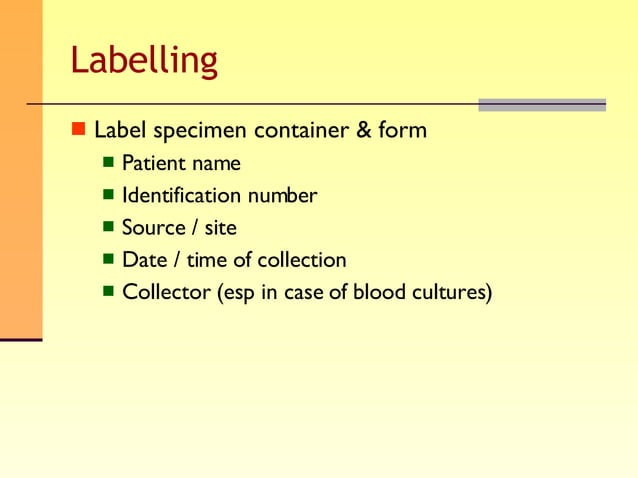 Labelling
Label specimen container & form
Patient name
Identification number
Source / site
Date / time of collection
Collector (esp in case of blood cultures)